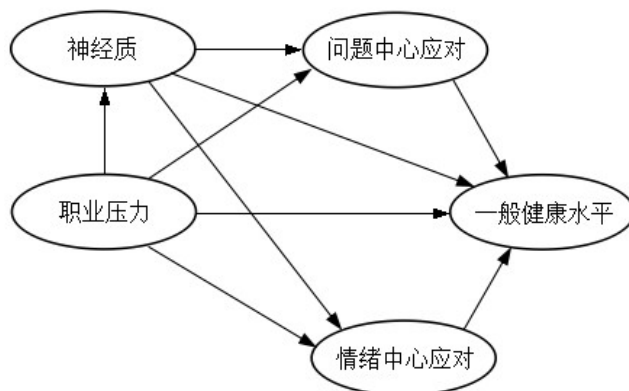 神经质
问题中心应对
职业压力
一般健康水平
情绪中心应对